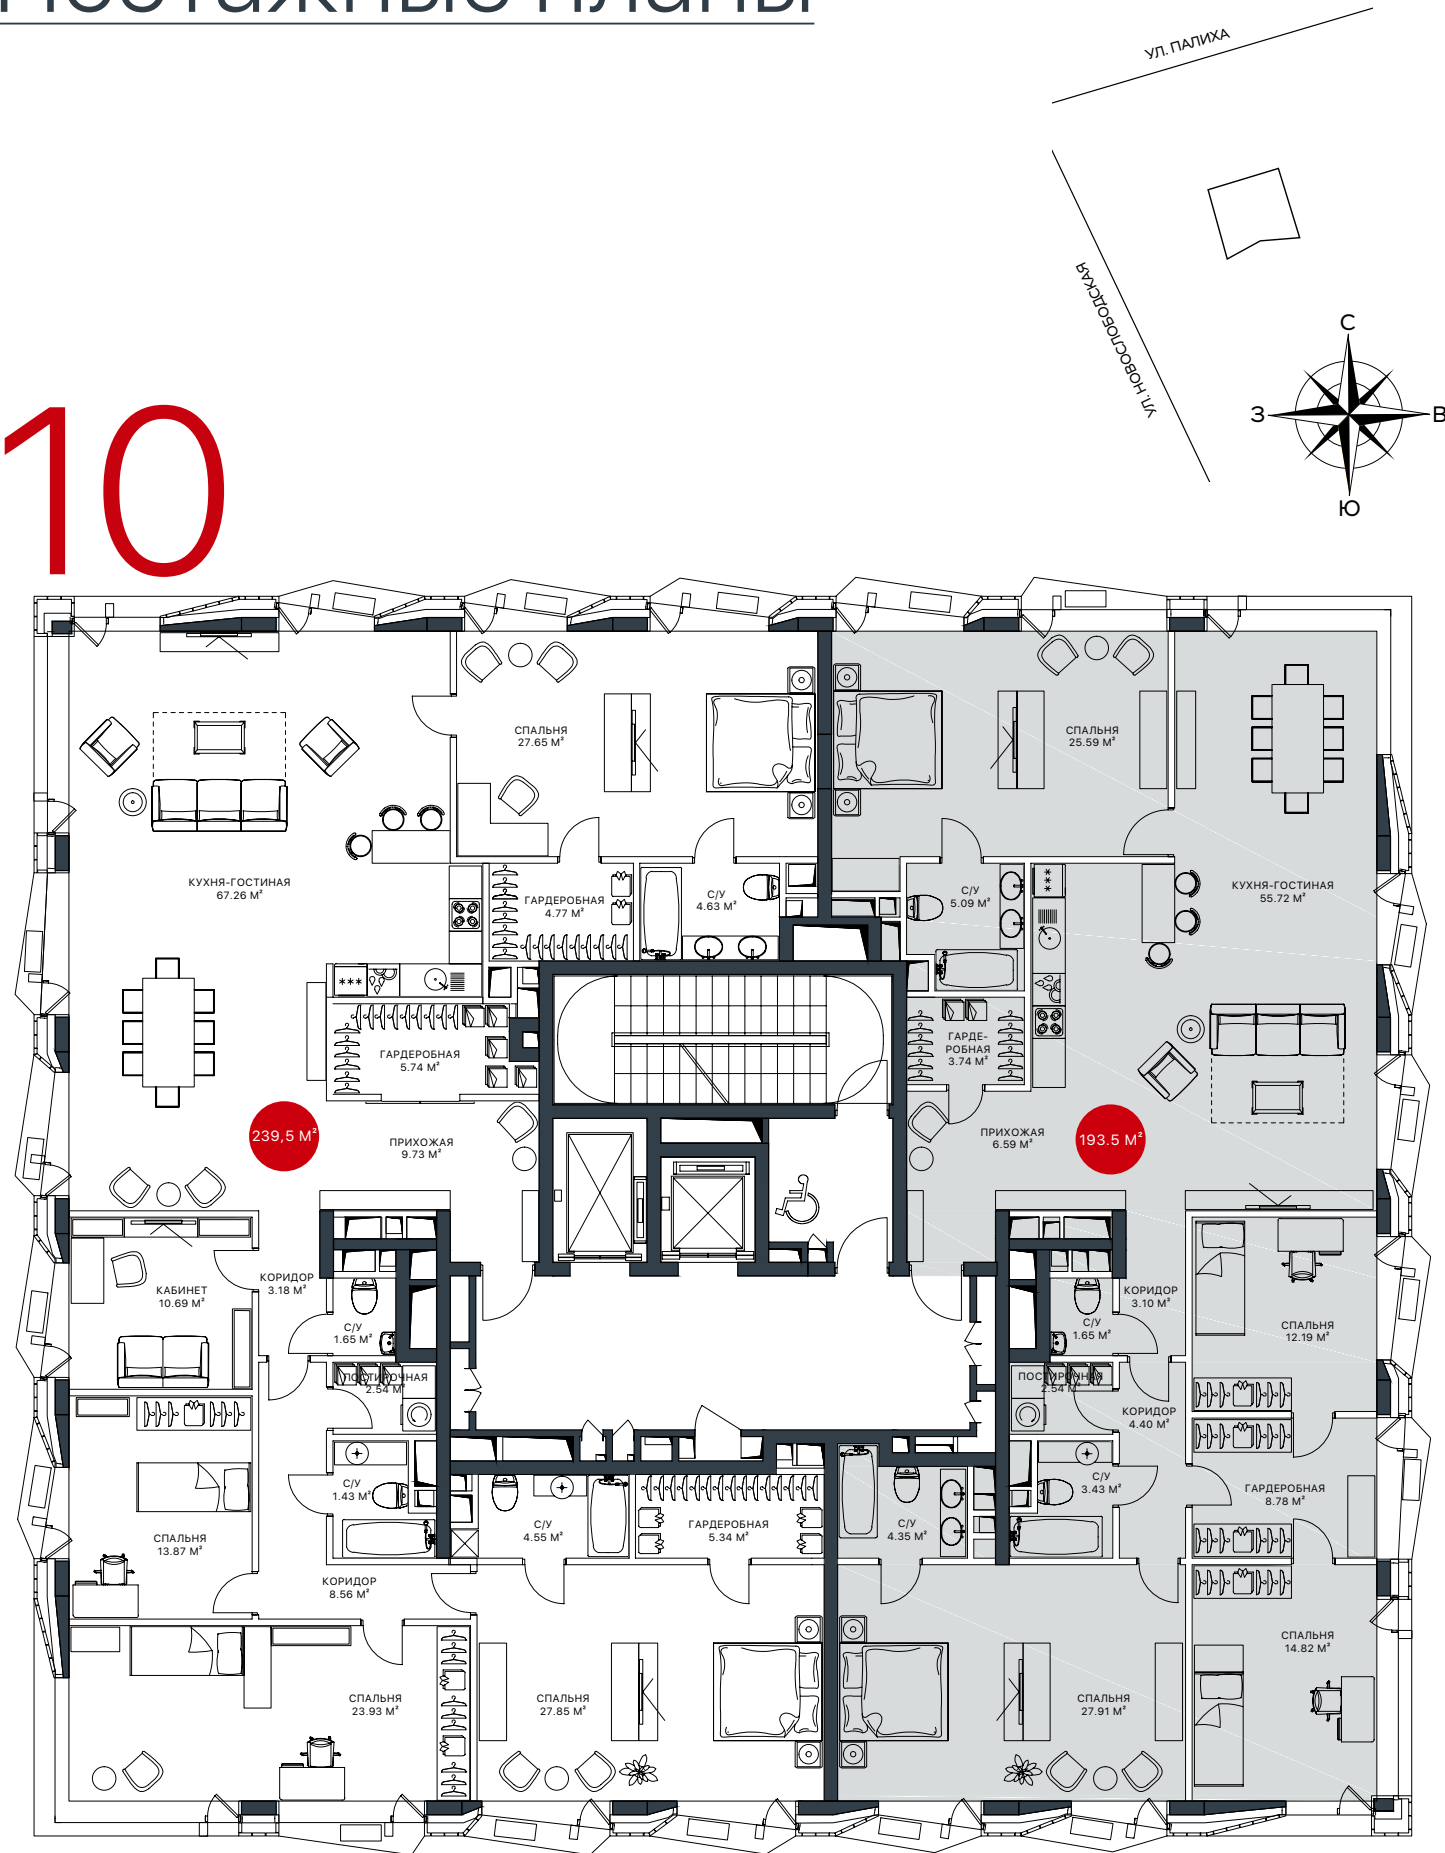 УЛ. ПАЛИХА
УЛ. НОВОСЛОБОДСКАЯ
С
З
В
Ю
10
СПАЛЬНЯ
27.65 М²
СПАЛЬНЯ
25.59 М²
КУХНЯ-ГОСТИНАЯ
67.26 М²
ГАРДЕРОБНАЯ
4.77 М²
С/У
4.63 М²
С/У
5.09 М²
КУХНЯ-ГОСТИНАЯ
55.72 М²
ГАРДЕРОБНАЯ
5.74 М²
ГАРДЕ-
РОБНАЯ
3.74 М²
239,5 М²
ПРИХОЖАЯ
9.73 М²
ПРИХОЖАЯ
6.59 М²
193.5 М²
КАБИНЕТ
10.69 М²
КОРИДОР
3.18 М²
С/У
1.65 М²
КОРИДОР
3.10 М²
С/У
1.65 М²
СПАЛЬНЯ
12.19 М²
ПОСТИРОЧНАЯ
2.54 М²
ПОСТИРОЧНАЯ
2.54 М²
КОРИДОР
4.40 М²
С/У
1.43 М²
С/У
3.43 М²
ГАРДЕРОБНАЯ
8.78 М²
СПАЛЬНЯ
13.87 М²
С/У
4.55 М²
ГАРДЕРОБНАЯ
5.34 М²
С/У
4.35 М²
КОРИДОР
8.56 М²
СПАЛЬНЯ
14.82 М²
СПАЛЬНЯ
23.93 М²
СПАЛЬНЯ
27.85 М²
СПАЛЬНЯ
27.91 М²